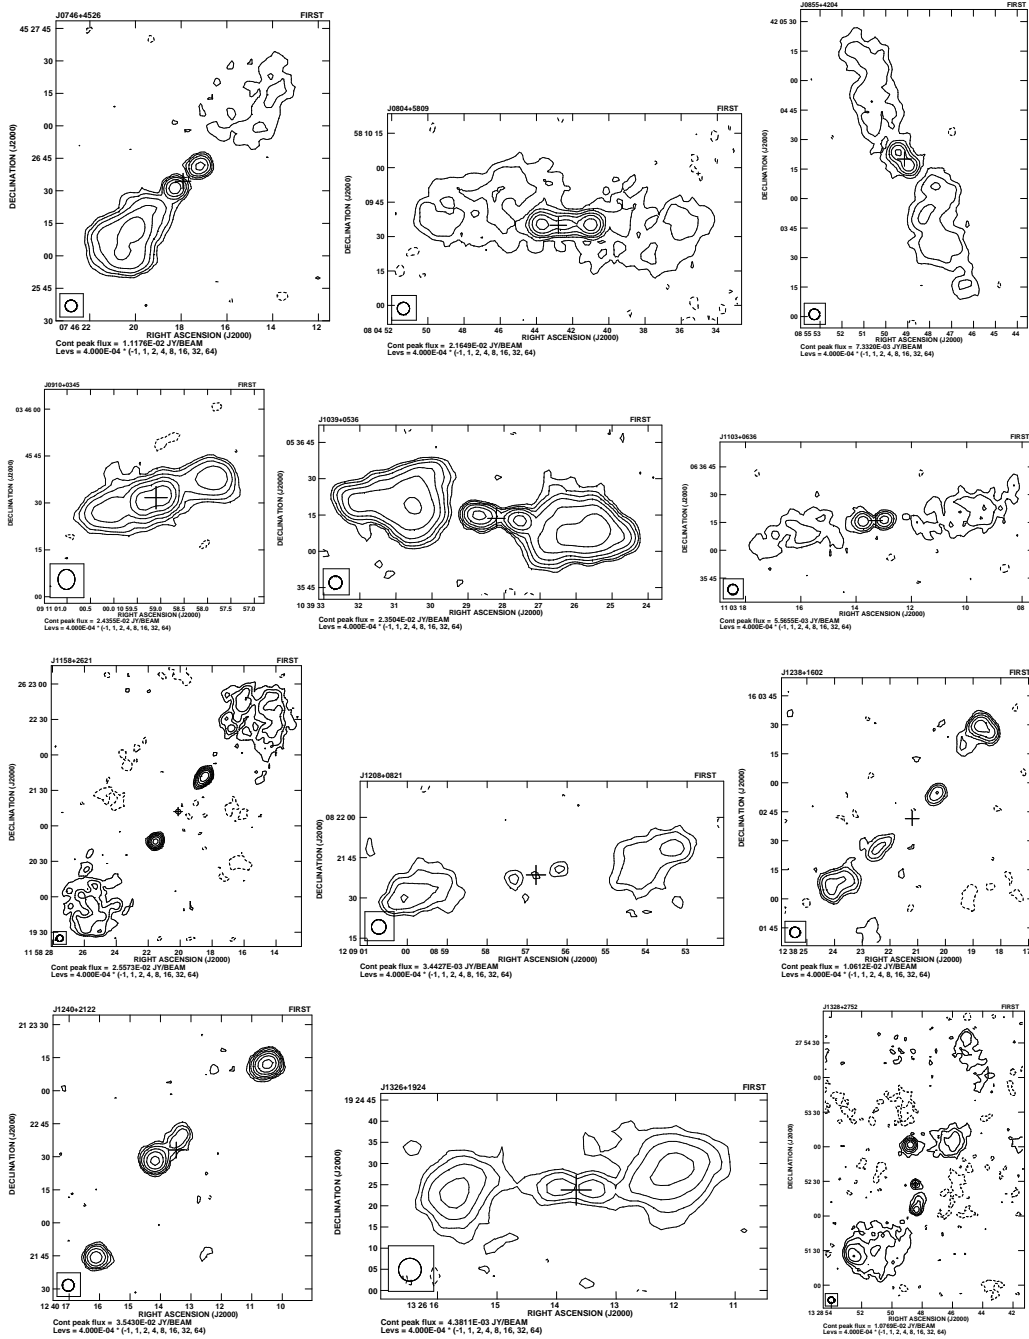 J0746+4526 FIRST
45 27 45
30
15
00
26 45
30
15
00
25 45
30
DECLINATION (J2000)
07 46 22 20 18 16 14 12
RIGHT ASCENSION (J2000)
Cont peak flux = 1.1176E-02 JY/BEAM
Levs = 4.000E-04 * (-1, 1, 2, 4, 8, 16, 32, 64)
J0804+5809 FIRST
58 10 15
00
09 45
30
15
00
DECLINATION (J2000)
08 04 52 50 48 46 44 42 40 38 36 34
RIGHT ASCENSION (J2000)
Cont peak flux = 2.1649E-02 JY/BEAM
Levs = 4.000E-04 * (-1, 1, 2, 4, 8, 16, 32, 64)
J0855+4204 FIRST
42 05 30
15
00
04 45
30
15
00
03 45
30
15
00
DECLINATION (J2000)
08 55 53 52 51 50 49 48 47 46 45 44
RIGHT ASCENSION (J2000)
Cont peak flux = 7.3320E-03 JY/BEAM
Levs = 4.000E-04 * (-1, 1, 2, 4, 8, 16, 32, 64)
J0910+0345 FIRST
03 46 00
45 45
30
15
00
DECLINATION (J2000)
09 11 01.0 00.5 00.0 10 59.5 59.0 58.5 58.0 57.5 57.0
RIGHT ASCENSION (J2000)
Cont peak flux = 2.4355E-02 JY/BEAM
Levs = 4.000E-04 * (-1, 1, 2, 4, 8, 16, 32, 64)
J1039+0536 FIRST
05 36 45
30
15
00
35 45
DECLINATION (J2000)
10 39 33 32 31 30 29 28 27 26 25 24
RIGHT ASCENSION (J2000)
Cont peak flux = 2.3504E-02 JY/BEAM
Levs = 4.000E-04 * (-1, 1, 2, 4, 8, 16, 32, 64)
J1103+0636 FIRST
06 36 45
30
15
00
35 45
DECLINATION (J2000)
11 03 18 16 14 12 10 08
RIGHT ASCENSION (J2000)
Cont peak flux = 5.5655E-03 JY/BEAM
Levs = 4.000E-04 * (-1, 1, 2, 4, 8, 16, 32, 64)
J1158+2621 FIRST
26 23 00
22 30
00
21 30
00
20 30
00
19 30
DECLINATION (J2000)
11 58 28 26 24 22 20 18 16 14
RIGHT ASCENSION (J2000)
Cont peak flux = 2.5573E-02 JY/BEAM
Levs = 4.000E-04 * (-1, 1, 2, 4, 8, 16, 32, 64)
J1208+0821 FIRST
08 22 00
21 45
30
15
DECLINATION (J2000)
12 09 01 00 08 59 58 57 56 55 54 53
RIGHT ASCENSION (J2000)
Cont peak flux = 3.4427E-03 JY/BEAM
Levs = 4.000E-04 * (-1, 1, 2, 4, 8, 16, 32, 64)
J1238+1602 FIRST
16 03 45
30
15
00
02 45
30
15
00
01 45
DECLINATION (J2000)
12 38 25 24 23 22 21 20 19 18 17
RIGHT ASCENSION (J2000)
Cont peak flux = 1.0612E-02 JY/BEAM
Levs = 4.000E-04 * (-1, 1, 2, 4, 8, 16, 32, 64)
J1240+2122 FIRST
21 23 30
15
00
22 45
30
15
00
21 45
30
DECLINATION (J2000)
12 40 17 16 15 14 13 12 11 10
RIGHT ASCENSION (J2000)
Cont peak flux = 3.5430E-02 JY/BEAM
Levs = 4.000E-04 * (-1, 1, 2, 4, 8, 16, 32, 64)
J1326+1924 FIRST
19 24 45
40
35
30
25
20
15
10
05
00
DECLINATION (J2000)
13 26 16 15 14 13 12 11
RIGHT ASCENSION (J2000)
Cont peak flux = 4.3811E-03 JY/BEAM
Levs = 4.000E-04 * (-1, 1, 2, 4, 8, 16, 32, 64)
J1328+2752 FIRST
27 54 30
00
53 30
00
52 30
00
51 30
00
DECLINATION (J2000)
13 28 54 52 50 48 46 44 42
RIGHT ASCENSION (J2000)
Cont peak flux = 1.0769E-02 JY/BEAM
Levs = 4.000E-04 * (-1, 1, 2, 4, 8, 16, 32, 64)